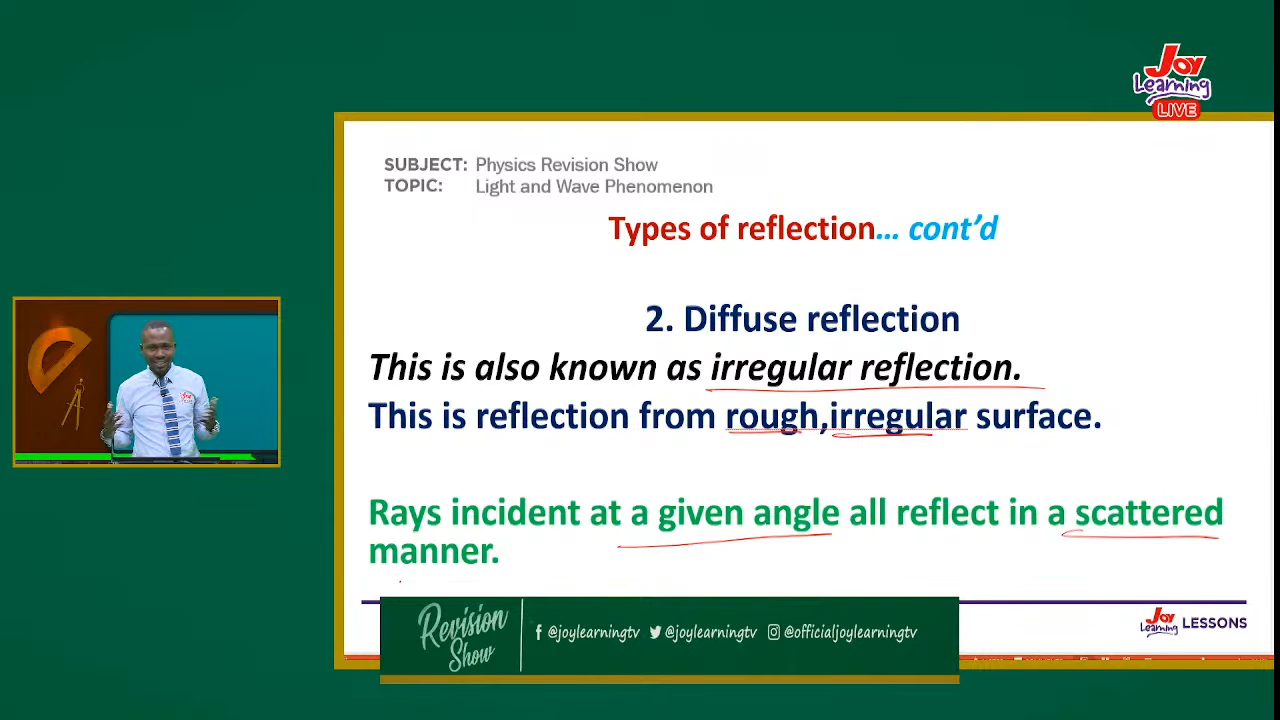 Joy
Learning
LIVE
SUBJECT: Physics Revision Show
TOPIC: Light and Wave Phenomenon
Types of reflection... cont'd
2. Diffuse reflection
This is also known as irregular reflection.
This is reflection from rough,irregular surface.
Rays incident at a given angle all reflect in a scattered
manner.
Revision
Show
@joylearningtv @joylearningtv @officialjoylearningtv
Joy
Learning LESSONS